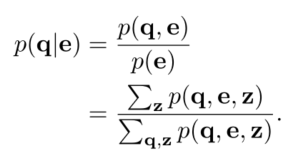 p(q|e) = p(q, e) / p(e)
= ∑_z p(q, e, z) / ∑_{q,z} p(q, e, z) .